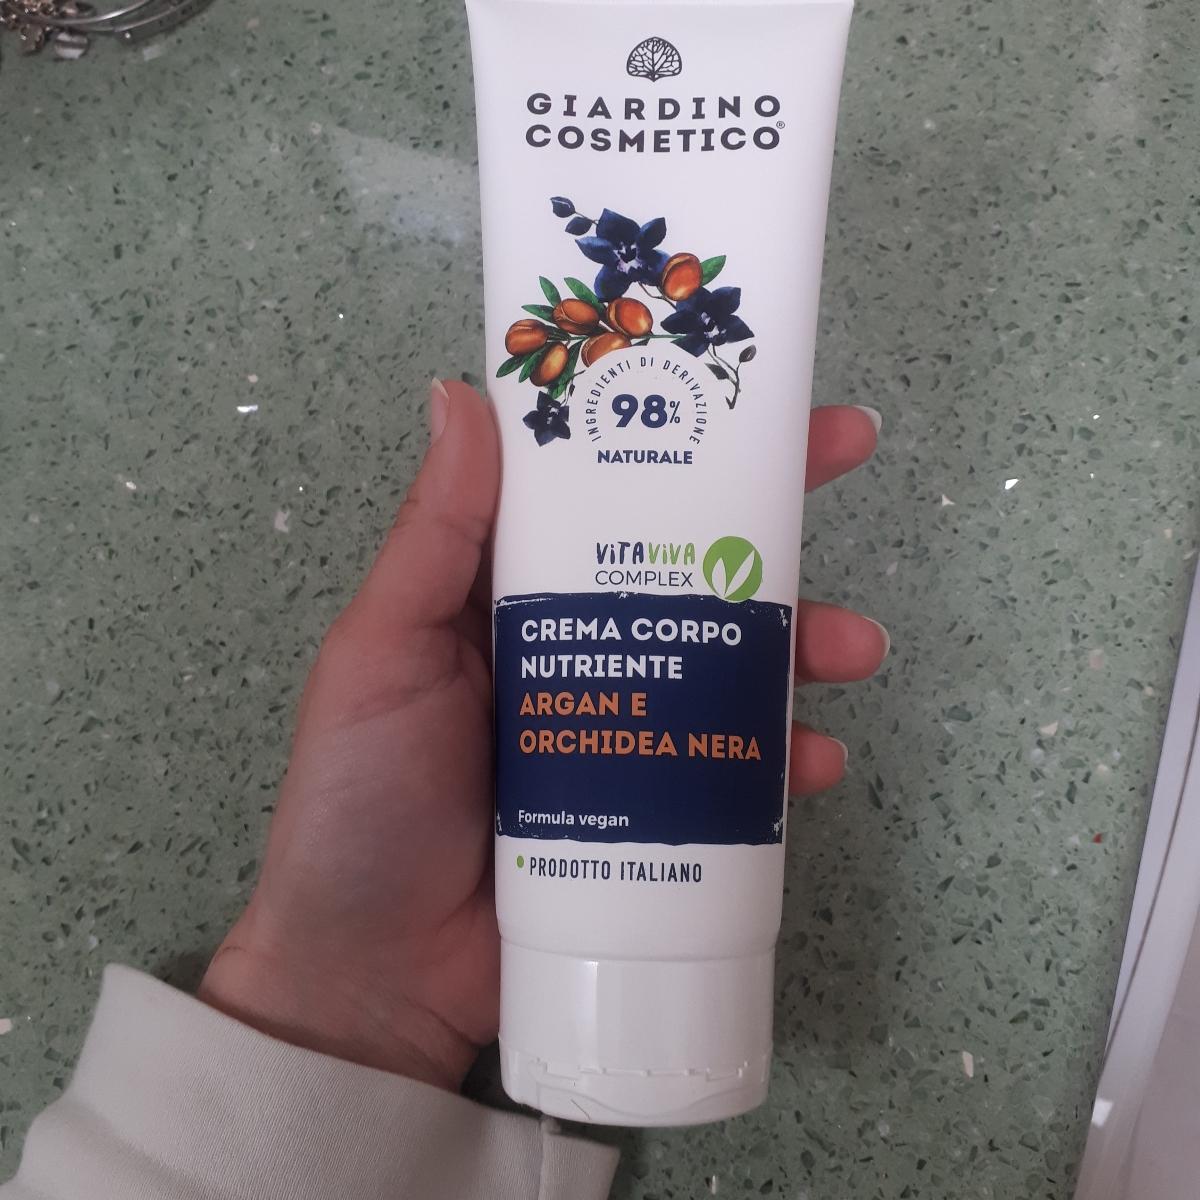 GIARDINO
COSMETICO®
INGREDIENTI DI DERIVAZIONE
98%
NATURALE
ViTAViVA
COMPLEX
CREMA CORPO
NUTRIENTE
ARGAN E
ORCHIDEA NERA
Formula vegan
PRODOTTO ITALIANO